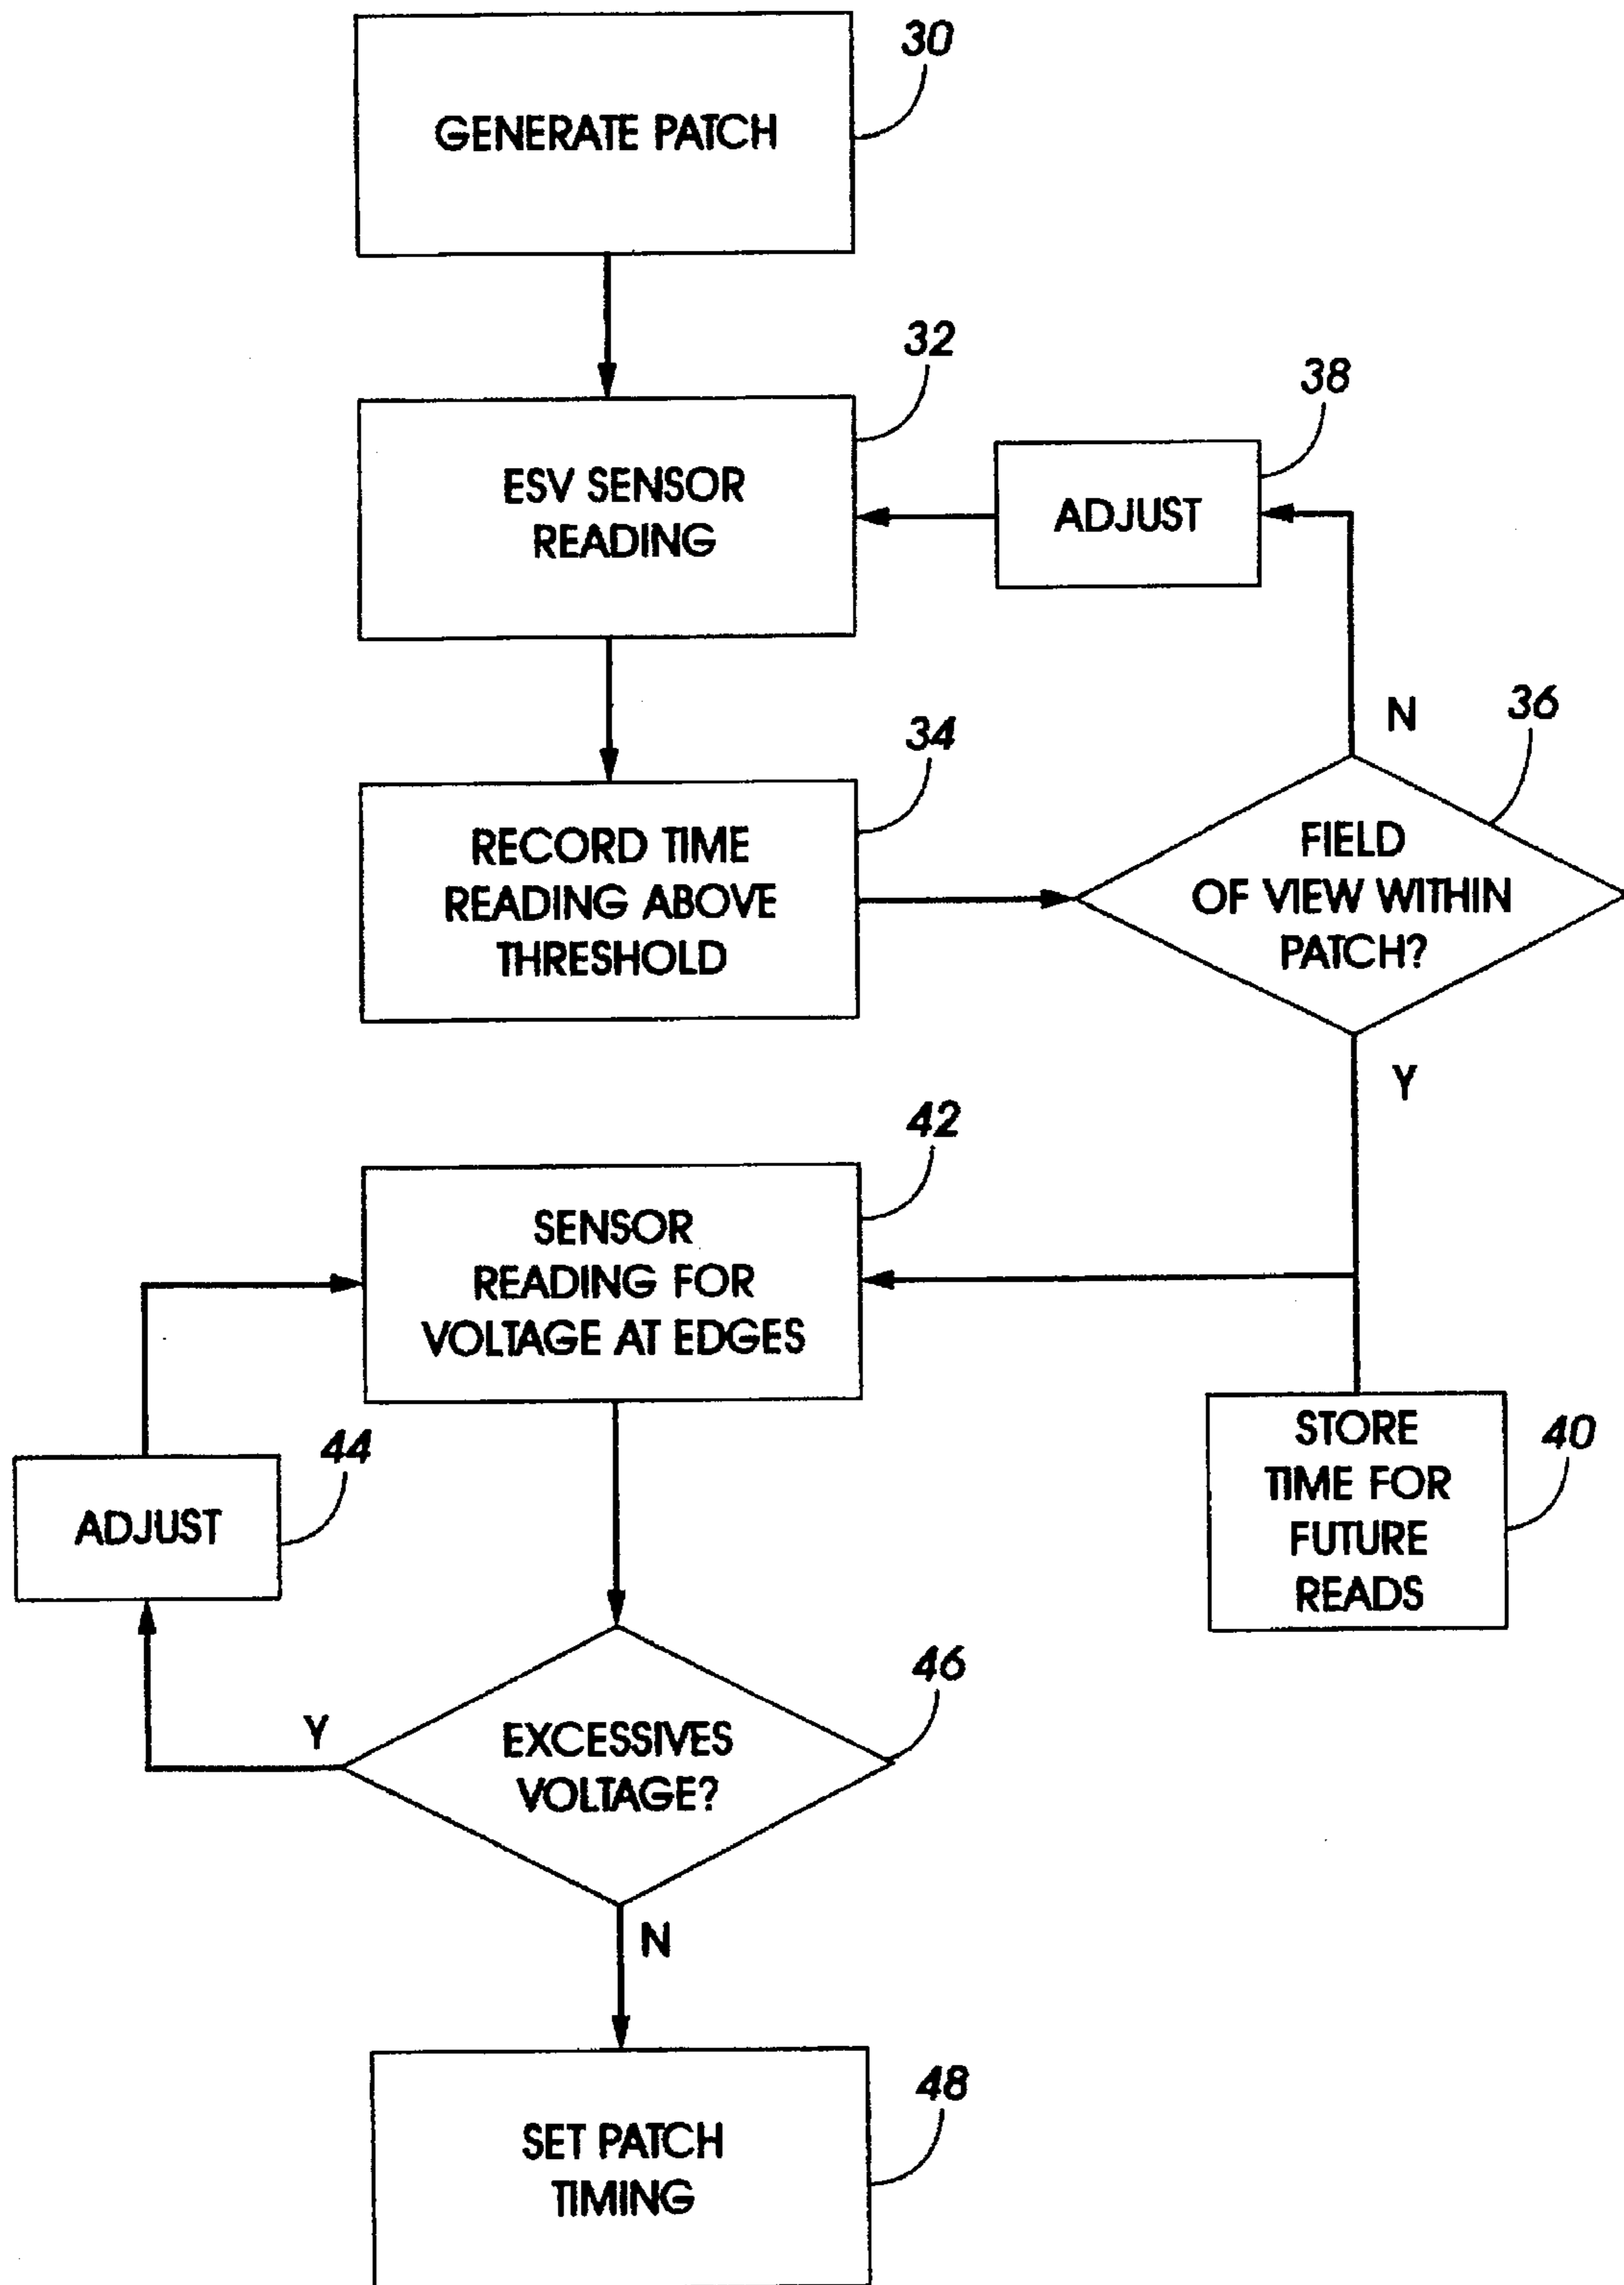 30
GENERATE PATCH
32
ESV SENSOR
READING
38
ADJUST
34
RECORD TIME
READING ABOVE
THRESHOLD
N
36
FIELD
OF VIEW WITHIN
PATCH?
Y
42
SENSOR
READING FOR
VOLTAGE AT EDGES
44
ADJUST
STORE
TIME FOR
FUTURE
READS
40
46
Y
EXCESSIVES
VOLTAGE?
N
48
SET PATCH
TIMING